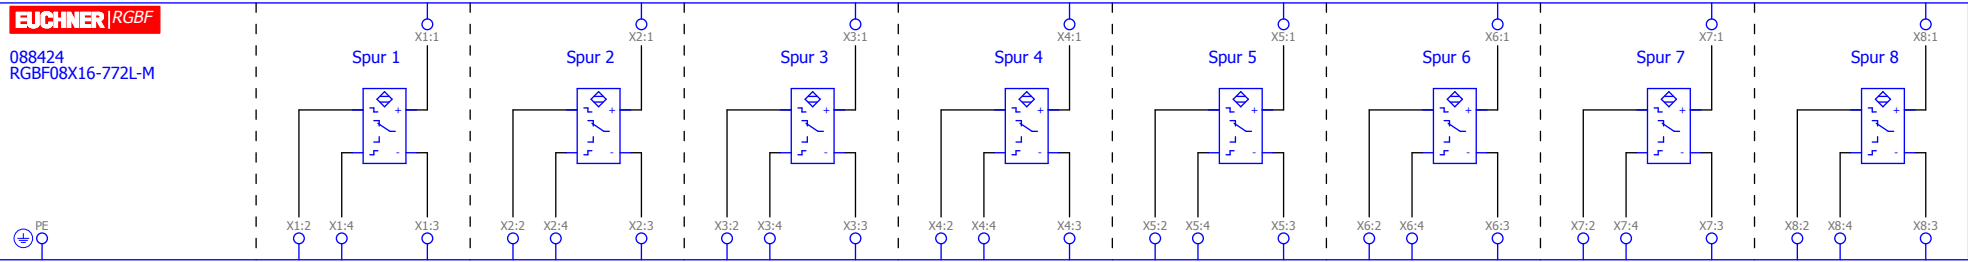 EUCHNER RGBF
088424
RGBF08X16-772L-M
X1:1 X2:1 X3:1 X4:1 X5:1 X6:1 X7:1 X8:1
Spur 1 Spur 2 Spur 3 Spur 4 Spur 5 Spur 6 Spur 7 Spur 8
+ + + + + + + +
- - - - - - - -
PE X1:2 X1:4 X1:3 X2:2 X2:4 X2:3 X3:2 X3:4 X3:3 X4:2 X4:4 X4:3 X5:2 X5:4 X5:3 X6:2 X6:4 X6:3 X7:2 X7:4 X7:3 X8:2 X8:4 X8:3